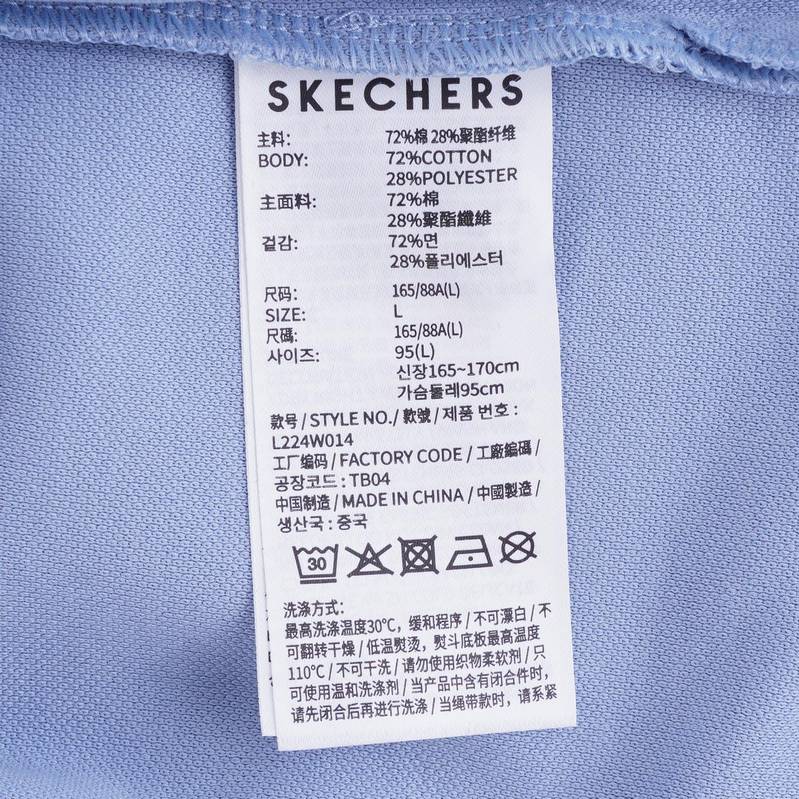 SKECHERS
主料: 72%棉 28%聚酯纤维
BODY: 72%COTTON
28%POLYESTER
主面料: 72%棉
28%聚酯纖維
겉감: 72%면
28%폴리에스터
尺码: 165/88A(L)
SIZE: L
尺碼: 165/88A(L)
사이즈: 95(L)
신장165~170cm
가슴둘레95cm
款号 / STYLE NO./ 款號 / 제품 번호 :
L224W014
工厂编码 / FACTORY CODE / 工廠編碼 /
공장코드 : TB04
中国制造 / MADE IN CHINA / 中國製造 /
생산국 : 중국
30
洗涤方式:
最高洗涤温度30℃，缓和程序 / 不可漂白 / 不
可翻转干燥 / 低温熨烫，熨斗底板最高温度
110℃ / 不可干洗 / 请勿使用织物柔软剂 / 只
可使用温和洗涤剂 / 当产品中含有闭合件时，
请先闭合后再进行洗涤 / 当绳带款时，请系紧